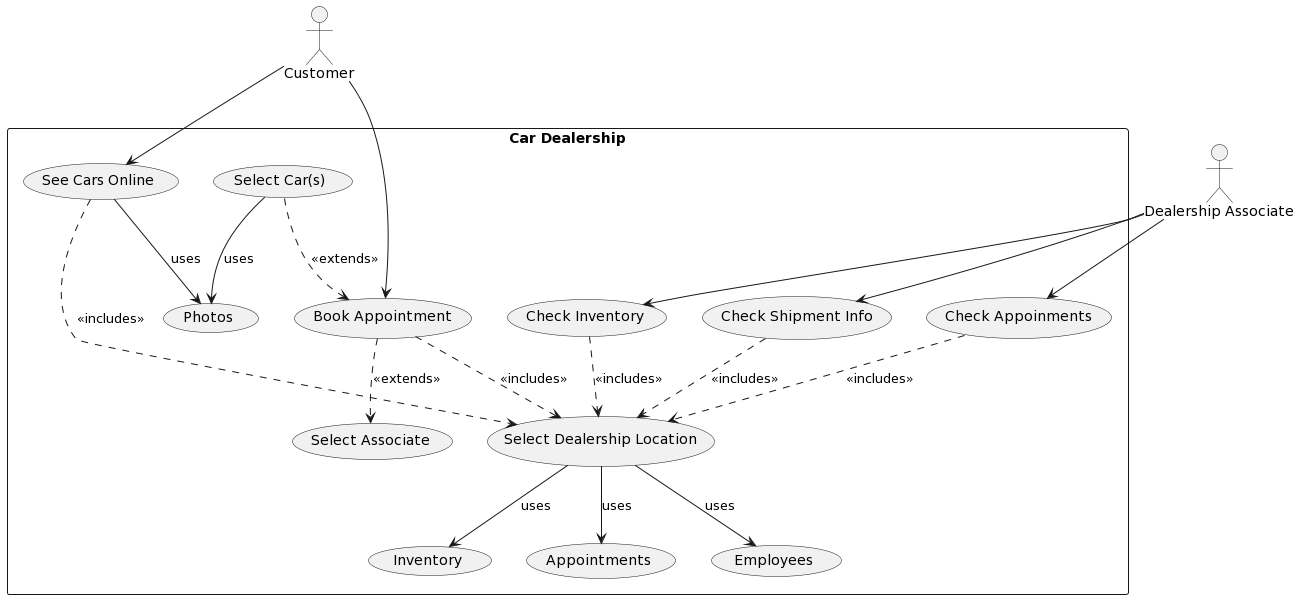 Customer
Car Dealership
See Cars Online
Select Car(s)
Dealership Associate
uses
uses
«extends»
Photos
Book Appointment
Check Inventory
Check Shipment Info
Check Appoinments
«includes»
«extends»
«includes»
«includes»
«includes»
«includes»
Select Associate
Select Dealership Location
uses
uses
uses
Inventory
Appointments
Employees